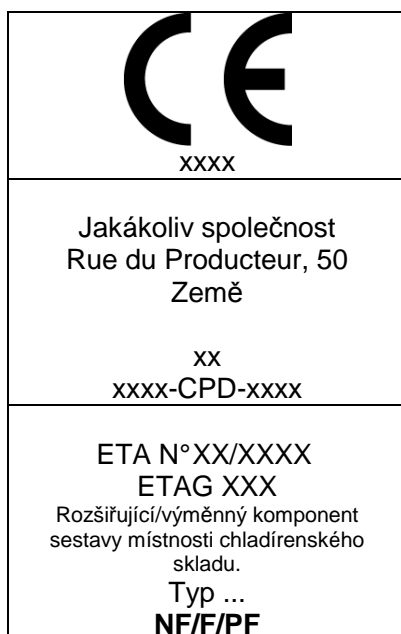 CE
xxxx
Jakákoliv společnost
Rue du Producteur, 50
Země
xx
xxxx-CPD-xxxx
ETA N°XX/XXXX
ETAG XXX
Rozšiřující/výměnný komponent
sestavy místnosti chladírenského
skladu.
Typ ...
NF/F/PF